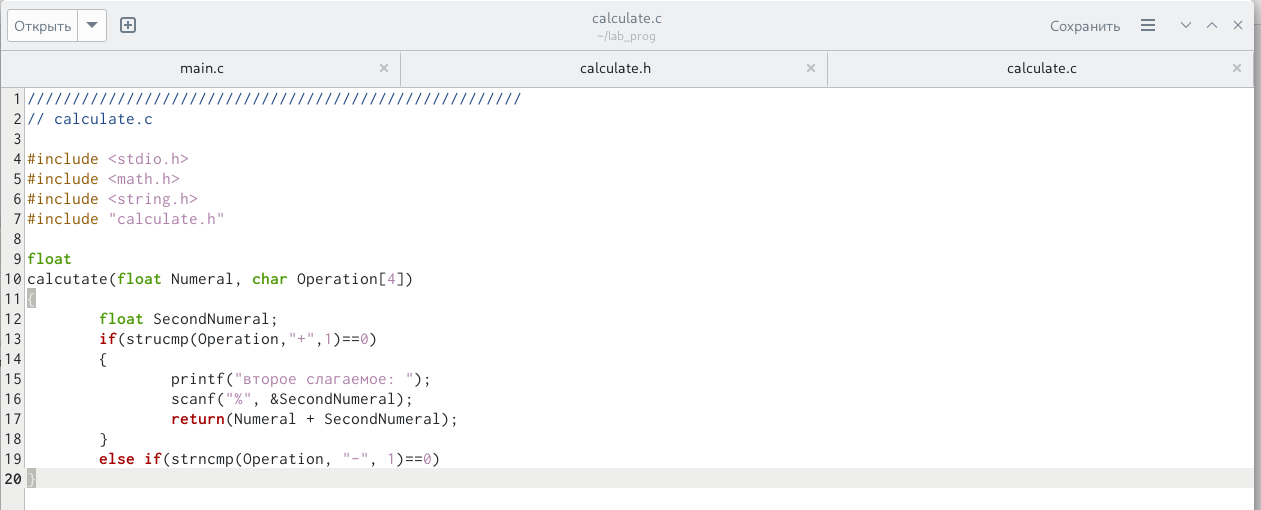 Открыть
calculate.c
~/lab_prog
Сохранить
main.c
calculate.h
calculate.c
1 ///////////////////////////////////////////////////////
2 // calculate.c
3
4 #include <stdio.h>
5 #include <math.h>
6 #include <string.h>
7 #include "calculate.h"
8
9 float
10 calcutate(float Numeral, char Operation[4])
11 {
12 float SecondNumeral;
13 if(strucmp(Operation,"+",1)==0)
14 {
15 printf("второе слагаемое: ");
16 scanf("%", &SecondNumeral);
17 return(Numeral + SecondNumeral);
18 }
19 else if(strncmp(Operation, "-", 1)==0)
20 }